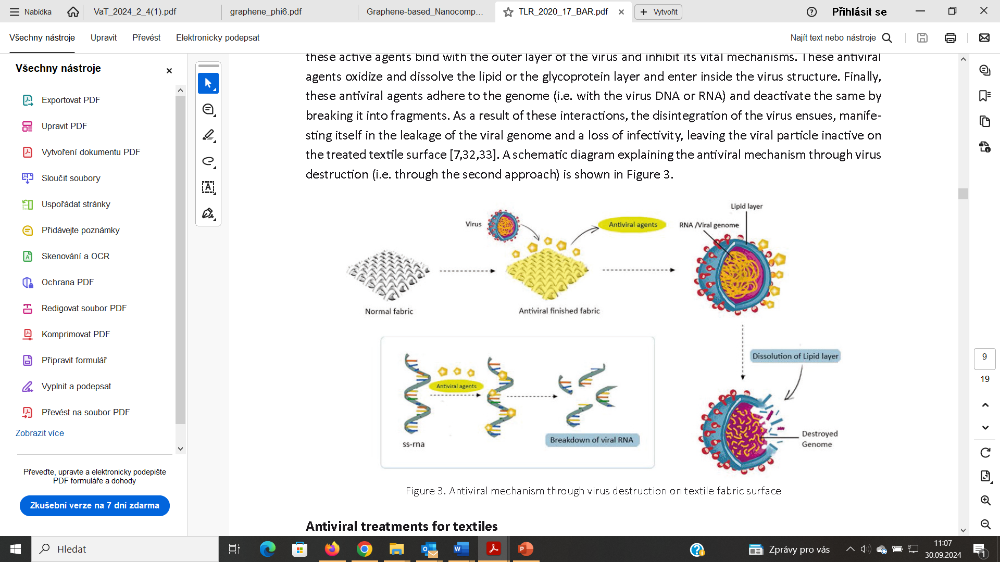 Nabídka
VaT_2024_2_4(1).pdf
graphene_phi6.pdf
Graphene-based_Nanocomp...
TLR_2020_17_BAR.pdf
Vytvořit
Přihlásit se
Všechny nástroje
Upravit
Převést
Elektronicky podepsat
Najít text nebo nástroje
Všechny nástroje
Exportovat PDF
Upravit PDF
Vytvoření dokumentu PDF
Sloučit soubory
Uspořádat stránky
Přidávejte poznámky
Skenování a OCR
Ochrana PDF
Redigovat soubor PDF
Komprimovat PDF
Připravit formulář
Vyplnit a podepsat
Převést na soubor PDF
Zobrazit více
Převeďte, upravte a elektronicky podepište
PDF formuláře a dohody
Zkušební verze na 7 dní zdarma
these active agents bind with the outer layer of the virus and inhibit its vital mechanisms. These antiviral
agents oxidize and dissolve the lipid or the glycoprotein layer and enter inside the virus structure. Finally,
these antiviral agents adhere to the genome (i.e. with the virus DNA or RNA) and deactivate the same by
breaking it into fragments. As a result of these interactions, the disintegration of the virus ensues, manife-
sting itself in the leakage of the viral genome and a loss of infectivity, leaving the viral particle inactive on
the treated textile surface [7,32,33]. A schematic diagram explaining the antiviral mechanism through virus
destruction (i.e. through the second approach) is shown in Figure 3.
Virus
Antiviral agents
Lipid layer
RNA /Viral genome
Normal fabric
Antiviral finished fabric
Dissolution of Lipid layer
Antiviral agents
Destroyed
Genome
Breakdown of viral RNA
ss-rna
Figure 3. Antiviral mechanism through virus destruction on textile fabric surface
Antiviral treatments for textiles
9
19
Hledat
Zprávy pro vás
11:07
30.09.2024
1